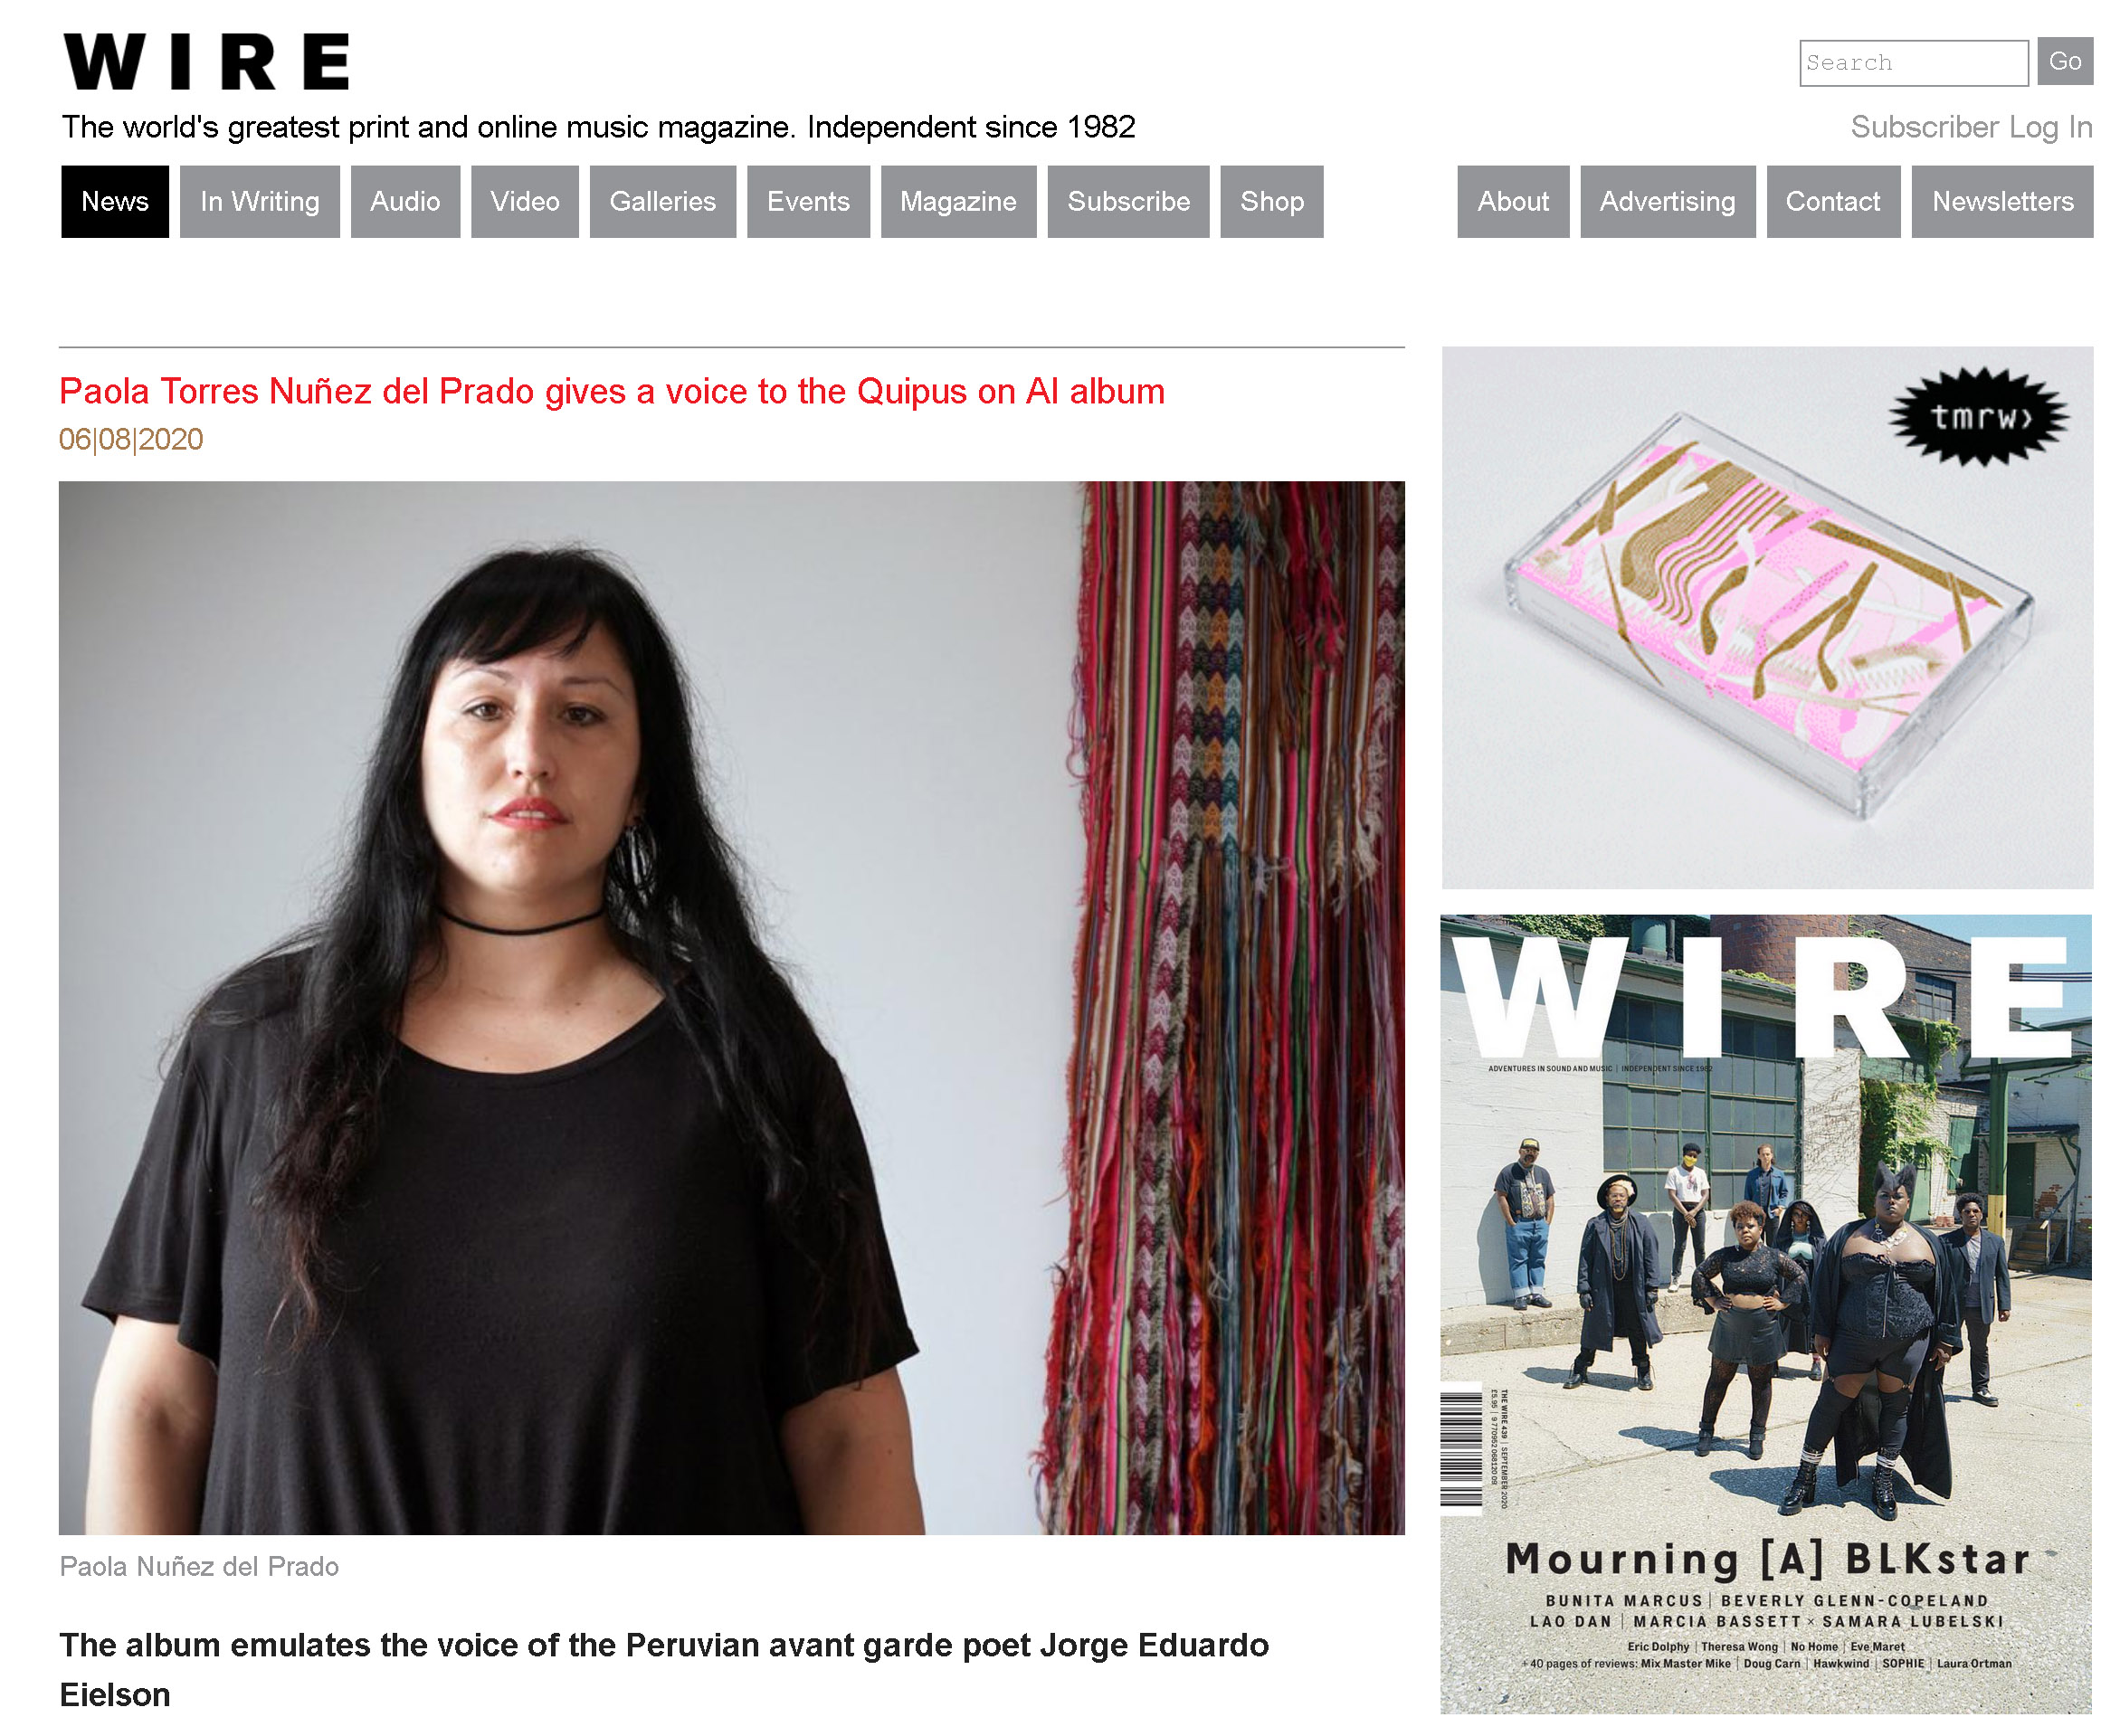 WIRE
Search
Go
The world's greatest print and online music magazine. Independent since 1982
Subscriber Log In
News
In Writing
Audio
Video
Galleries
Events
Magazine
Subscribe
Shop
About
Advertising
Contact
Newsletters
Paola Torres Nuñez del Prado gives a voice to the Quipus on AI album
06|08|2020
Paola Nuñez del Prado
The album emulates the voice of the Peruvian avant garde poet Jorge Eduardo
Eielson
tmrw>
WIRE
ADVENTURES IN SOUND AND MUSIC | INDEPENDENT SINCE 1982
THE WIRE 439 | SEPTEMBER 2020
Mourning [A] BLKstar
BUNITA MARCUS | BEVERLY GLENN-COPELAND
LAO DAN | MARCIA BASSETT × SAMARA LUBELSKI
Eric Dolphy | Theresa Wong | No Home | Eve Maret
+ 40 pages of reviews: Mix Master Mike | Doug Carn | Hawkwind | SOPHIE | Laura Ortman